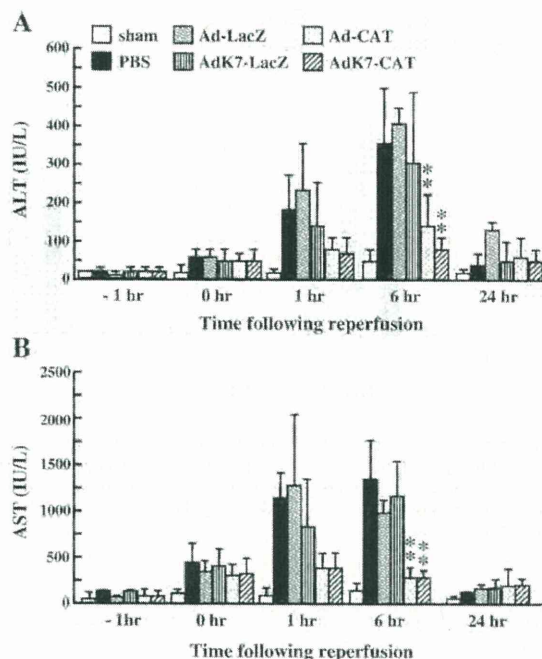 A
sham Ad-LacZ Ad-CAT
PBS AdK7-LacZ AdK7-CAT
600
500
400
300
200
100
0
ALT (IU/L)
** **
- 1 hr 0 hr 1 hr 6 hr 24 hr
Time following reperfusion
B
2500
2000
1500
1000
500
0
AST (IU/L)
** **
- 1hr 0 hr 1 hr 6 hr 24 hr
Time following reperfusion